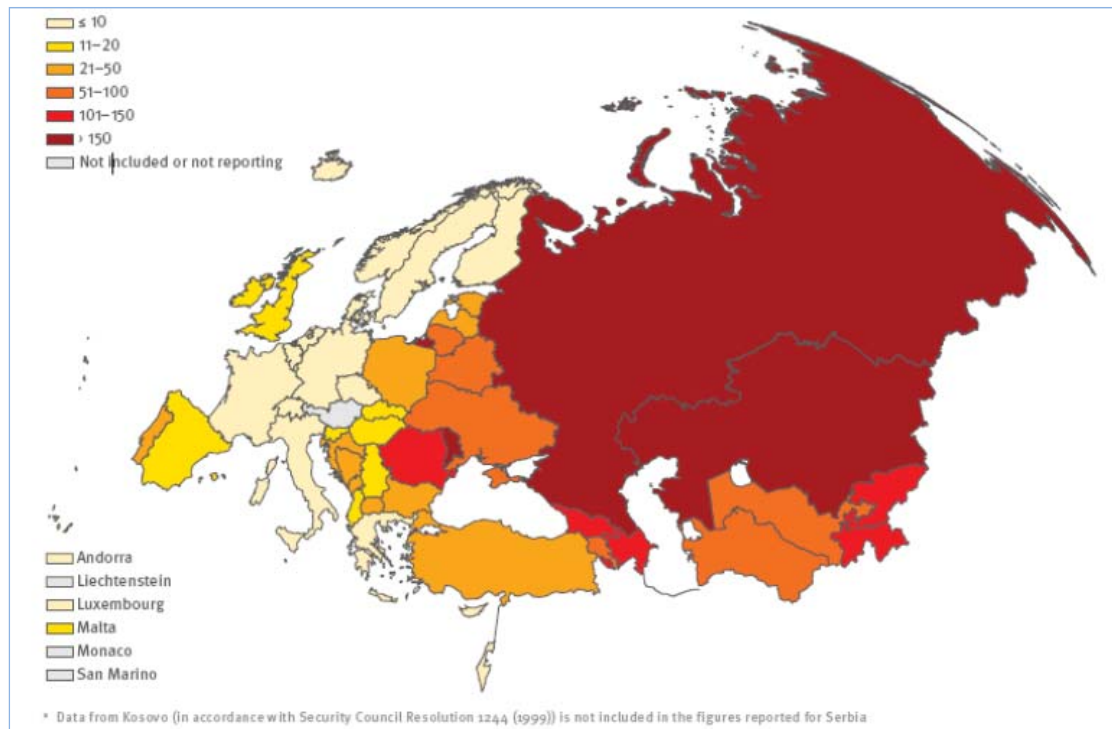 ≤ 10
11–20
21–50
51–100
101–150
› 150
Not included or not reporting
Andorra
Liechtenstein
Luxembourg
Malta
Monaco
San Marino
* Data from Kosovo (in accordance with Security Council Resolution 1244 (1999)) is not included in the figures reported for Serbia